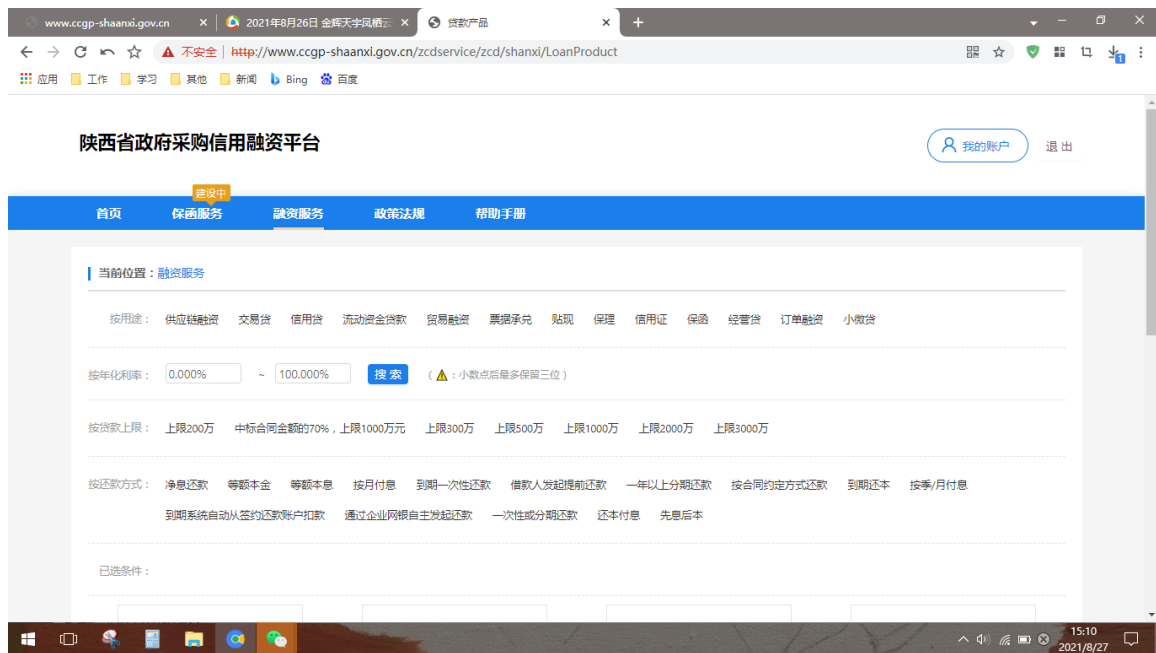 www.ccgp-shaanxi.gov.cn
2021年8月26日 金辉天字凤栖云
贷款产品
不安全 http://www.ccgp-shaanxi.gov.cn/zcdservice/zcd/shanxi/LoanProduct
1
应用 工作 学习 其他 新闻 Bing 百度
陕西省政府采购信用融资平台
我的账户 退 出
建设中
首页 保函服务 融资服务 政策法规 帮助手册
当前位置：融资服务
按用途： 供应链融资 交易贷 信用贷 流动资金贷款 贸易融资 票据承兑 贴现 保理 信用证 保函 经营贷 订单融资 小微贷
按年化利率： 0.000% ~ 100.000% 搜 索 （ ：小数点后最多保留三位）
按贷款上限： 上限200万 中标合同金额的70%，上限1000万元 上限300万 上限500万 上限1000万 上限2000万 上限3000万
按还款方式： 净息还款 等额本金 等额本息 按月付息 到期一次性还款 借款人发起提前还款 一年以上分期还款 按合同约定方式还款 到期还本 按季/月付息
到期系统自动从签约还款账户扣款 通过企业网银自主发起还款 一次性或分期还款 还本付息 先息后本
已选条件：
15:10
2021/8/27